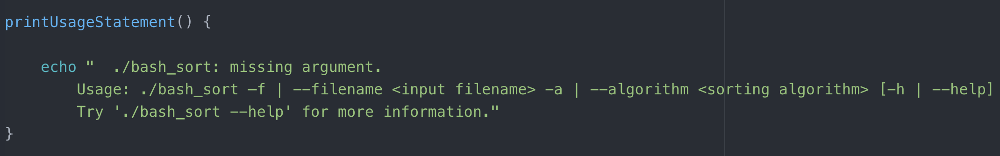 printUsageStatement() {
echo "  ./bash_sort: missing argument.
Usage: ./bash_sort –f | --filename <input filename> -a | --algorithm <sorting algorithm> [-h | --help]
Try './bash_sort --help' for more information."
}